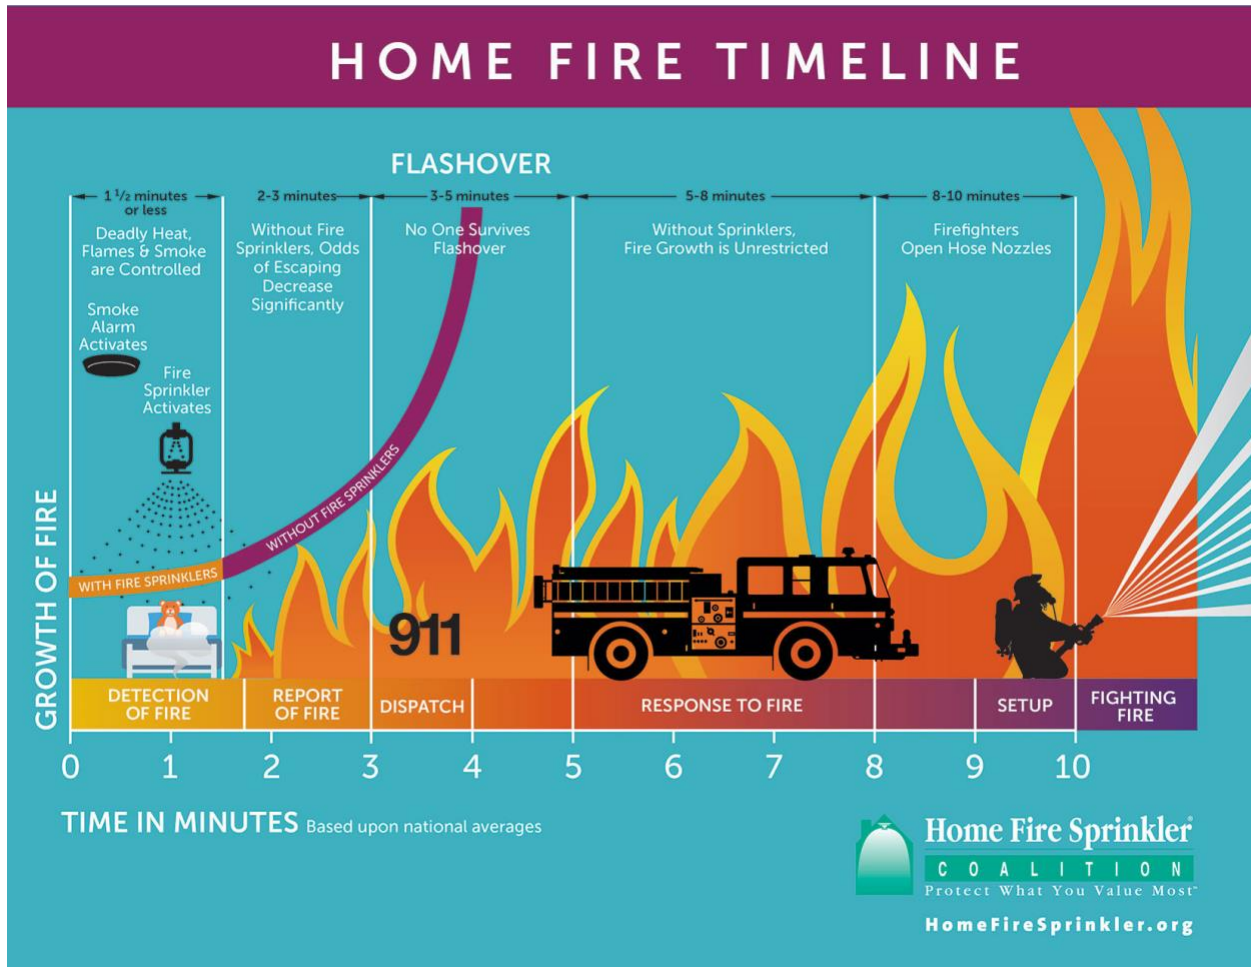 HOME FIRE TIMELINE
FLASHOVER
1 ½ minutes
or less
2-3 minutes
3-5 minutes
5-8 minutes
8-10 minutes
Deadly Heat,
Flames & Smoke
are Controlled
Without Fire
Sprinklers, Odds
of Escaping
Decrease
Significantly
No One Survives
Flashover
Without Sprinklers,
Fire Growth is Unrestricted
Firefighters
Open Hose Nozzles
Smoke
Alarm
Activates
Fire
Sprinkler
Activates
WITH FIRE SPRINKLERS
WITHOUT FIRE SPRINKLERS
911
GROWTH OF FIRE
DETECTION
OF FIRE
REPORT
OF FIRE
DISPATCH
RESPONSE TO FIRE
SETUP
FIGHTING
FIRE
0 1 2 3 4 5 6 7 8 9 10
TIME IN MINUTES Based upon national averages
Home Fire Sprinkler®
COALITION
Protect What You Value Most™
HomeFireSprinkler.org